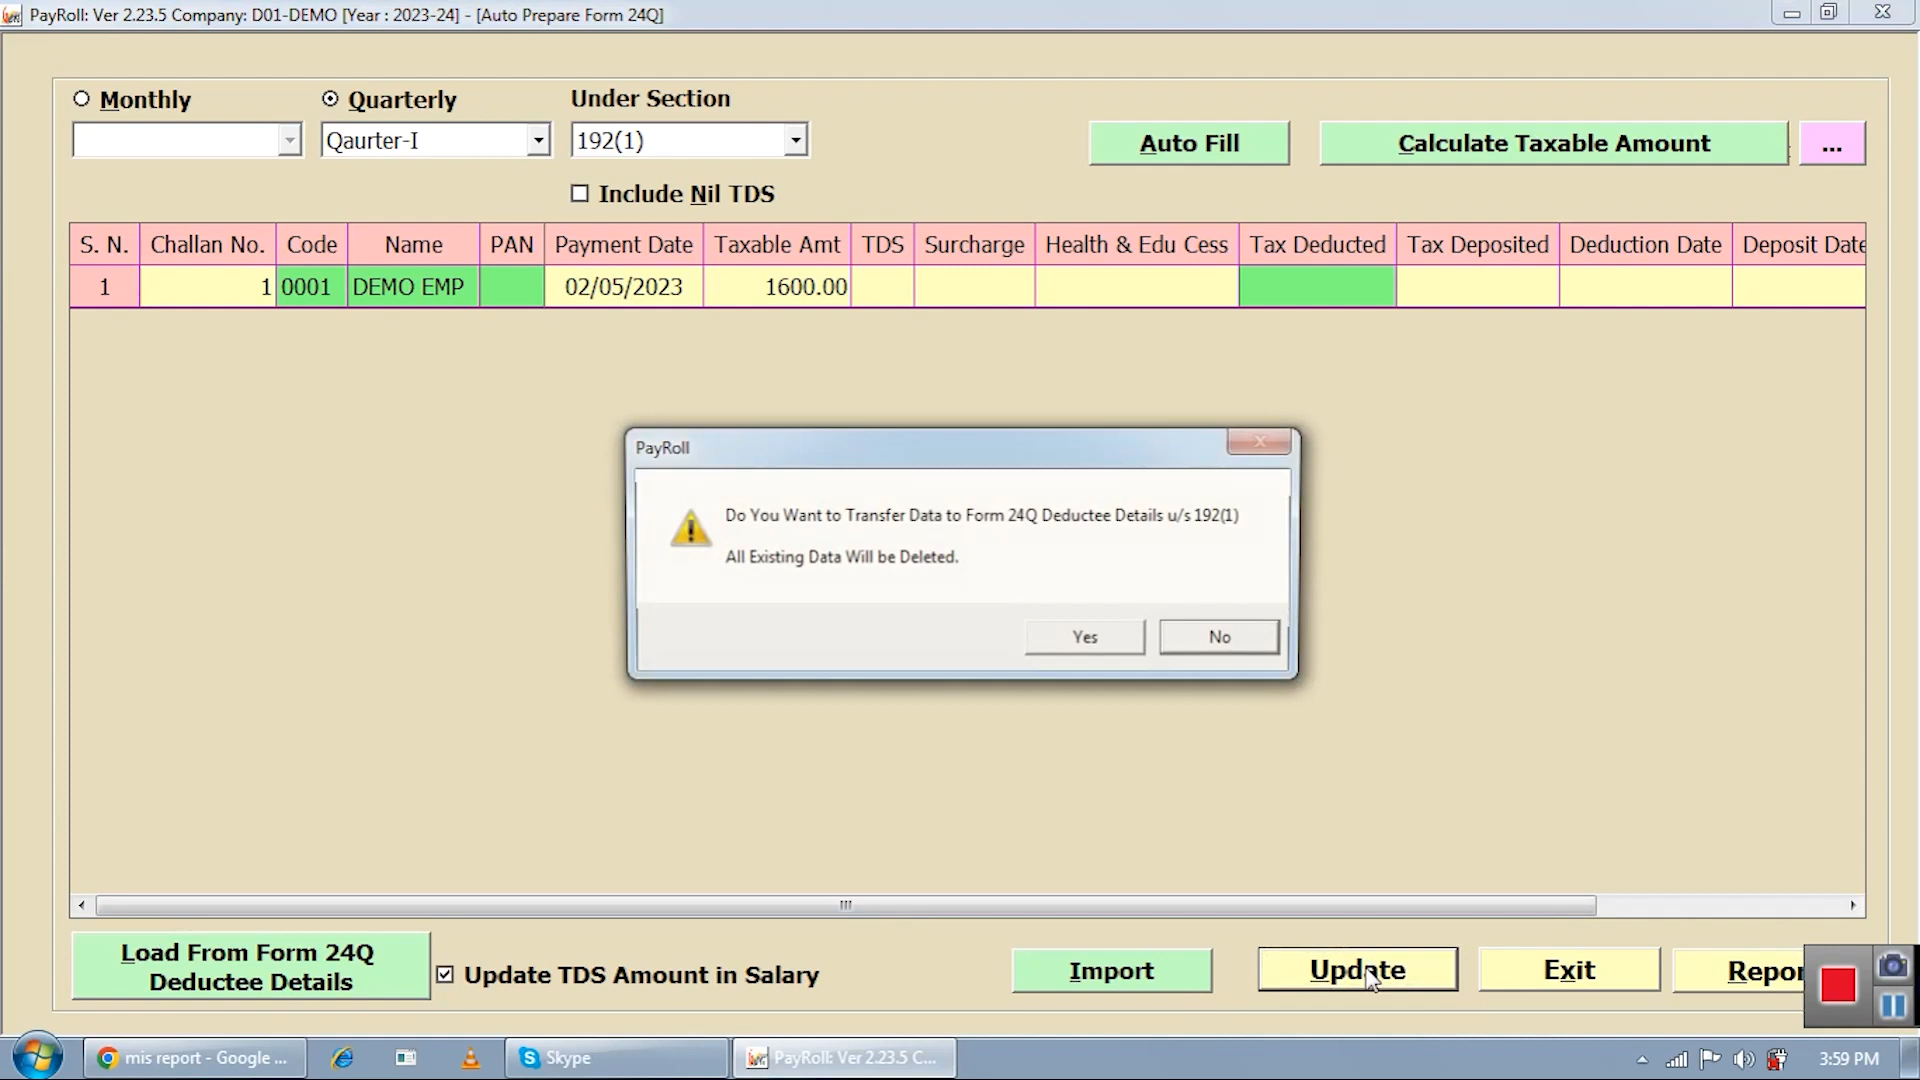 PayRoll: Ver 2.23.5 Company: D01-DEMO [Year : 2023-24] - [Auto Prepare Form 24Q]
Monthly Quarterly Under Section
Qaurter-I 192(1) Auto Fill Calculate Taxable Amount ...
Include Nil TDS
S. N. Challan No. Code Name PAN Payment Date Taxable Amt TDS Surcharge Health & Edu Cess Tax Deducted Tax Deposited Deduction Date Deposit Date
1 1 0001 DEMO EMP 02/05/2023 1600.00
PayRoll
Do You Want to Transfer Data to Form 24Q Deductee Details u/s 192(1)
All Existing Data Will be Deleted.
Yes No
Load From Form 24Q
Deductee Details
Update TDS Amount in Salary Import Update Exit Repor
mis report - Google ... Skype PayRoll: Ver 2.23.5 C... 3:59 PM